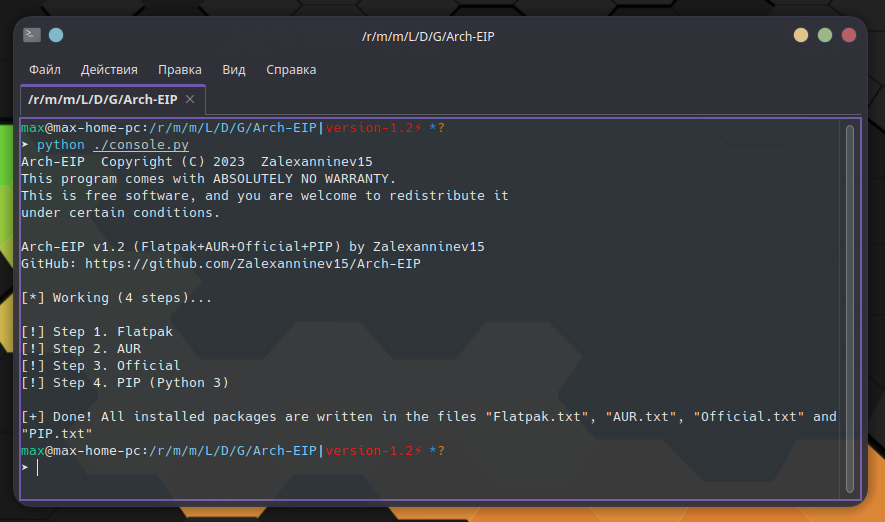 /r/m/m/L/D/G/Arch-EIP
Файл Действия Правка Вид Справка
/r/m/m/L/D/G/Arch-EIP
max@max-home-pc:/r/m/m/L/D/G/Arch-EIP|version-1.2⚡ *?
➤ python ./console.py
Arch-EIP  Copyright (C) 2023  Zalexanninev15
This program comes with ABSOLUTELY NO WARRANTY.
This is free software, and you are welcome to redistribute it
under certain conditions.
Arch-EIP v1.2 (Flatpak+AUR+Official+PIP) by Zalexanninev15
GitHub: https://github.com/Zalexanninev15/Arch-EIP
[*] Working (4 steps)...
[!] Step 1. Flatpak
[!] Step 2. AUR
[!] Step 3. Official
[!] Step 4. PIP (Python 3)
[+] Done! All installed packages are written in the files "Flatpak.txt", "AUR.txt", "Official.txt" and
"PIP.txt"
max@max-home-pc:/r/m/m/L/D/G/Arch-EIP|version-1.2⚡ *?
➤